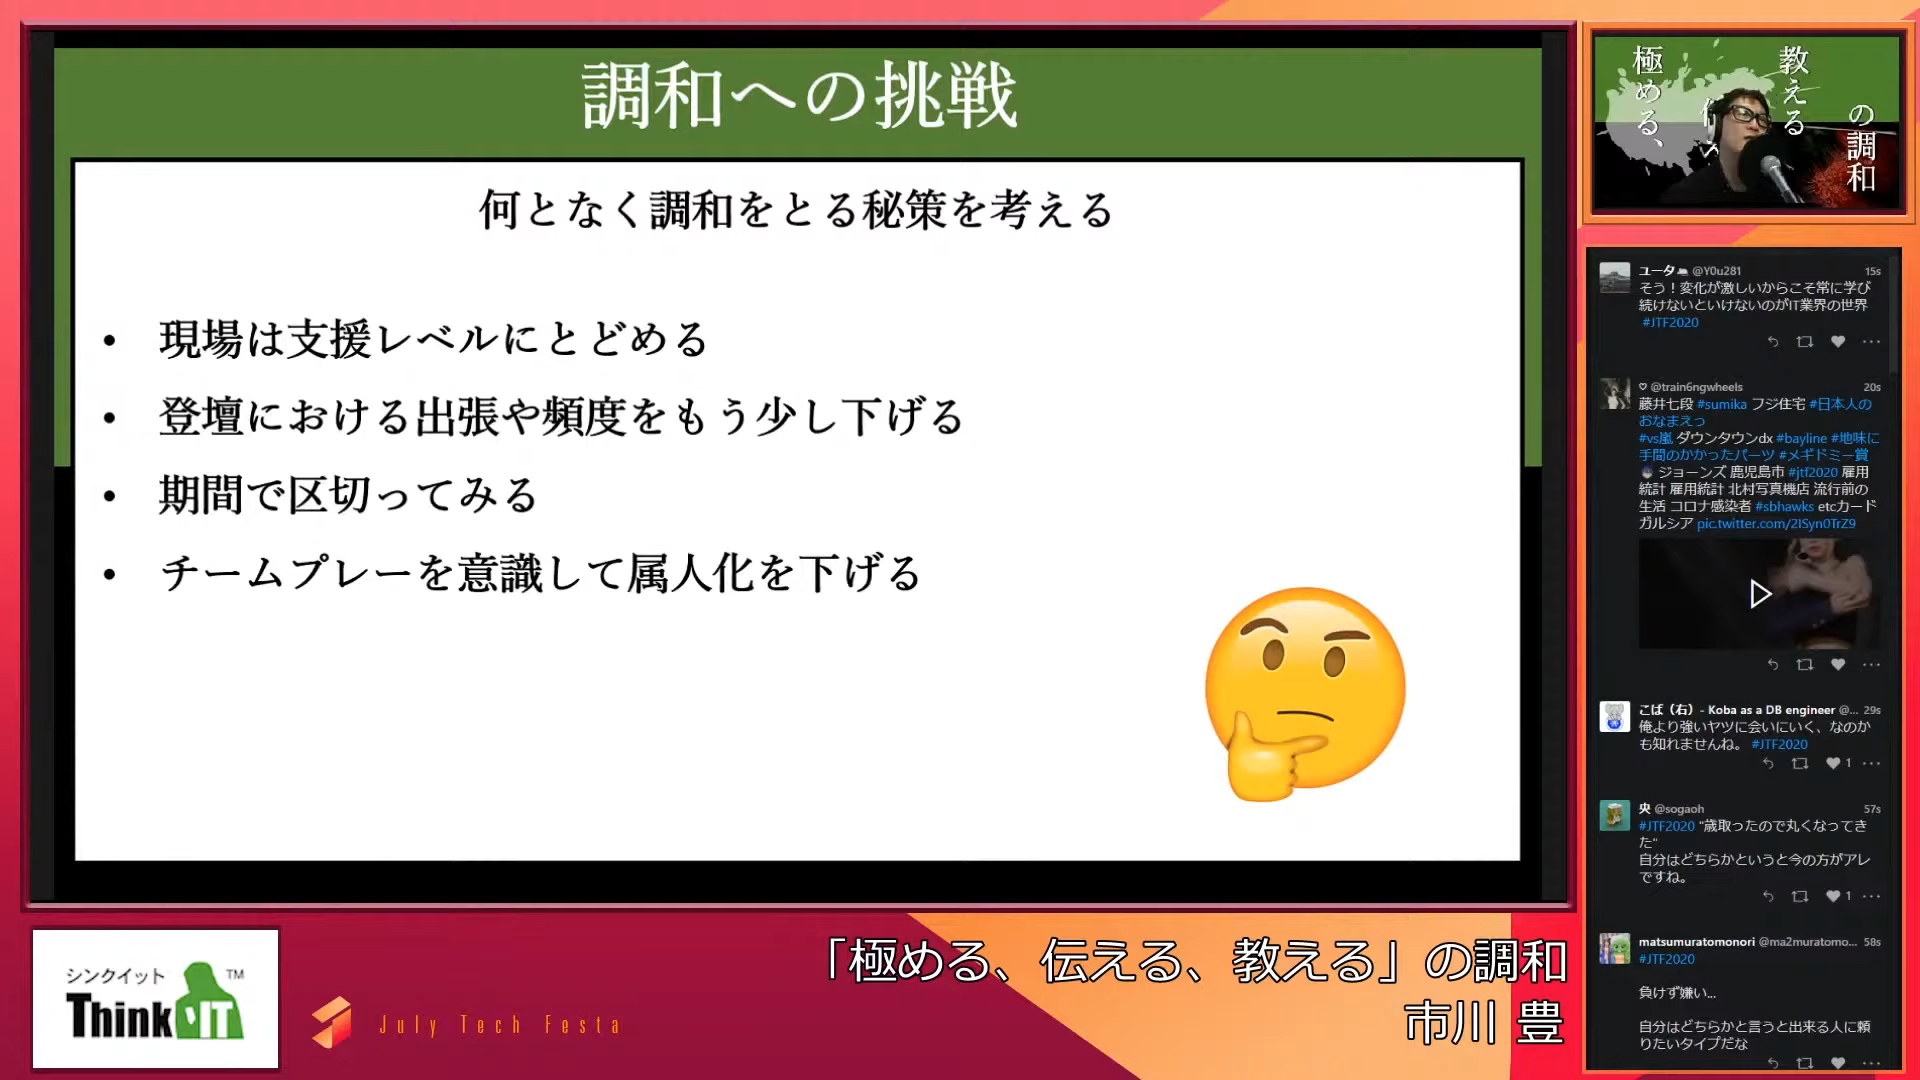 調和への挑戦
何となく調和をとる秘策を考える
• 現場は支援レベルにとどめる
• 登壇における出張や頻度をもう少し下げる
• 期間で区切ってみる
• チームプレーを意識して属人化を下げる
極める、
教える
の調和
ユータ @Y0u281 15s
そう！変化が激しいからこそ常に学び
続けないといけないのがIT業界の世界
#JTF2020
@train6ngwheels 20s
藤井七段 #sumika フジ住宅 #日本人の
おなまえっ
#vs嵐 ダウンタウンdx #bayline #地味に
手間のかかったパーツ #メギドミー賞
ジョーンズ 鹿児島市 #jtf2020 雇用
統計 雇用統計 北村写真機店 流行前の
生活 コロナ感染者 #sbhawks etcカード
ガルシア pic.twitter.com/2ISyn0TrZ9
こば（右）- Koba as a DB engineer @... 29s
俺より強いヤツに会いにいく、なのか
も知れませんね。 #JTF2020
1
央 @sogaoh 57s
#JTF2020 "歳取ったので丸くなってき
た"
自分はどちらかというと今の方がアレ
ですね。
1
matsumuratomonori @ma2muratomo... 58s
#JTF2020
負けず嫌い...
自分はどちらかと言うと出来る人に頼
りたいタイプだな
シンクイット TM
Think IT
July Tech Festa
「極める、伝える、教える」の調和
市川 豊